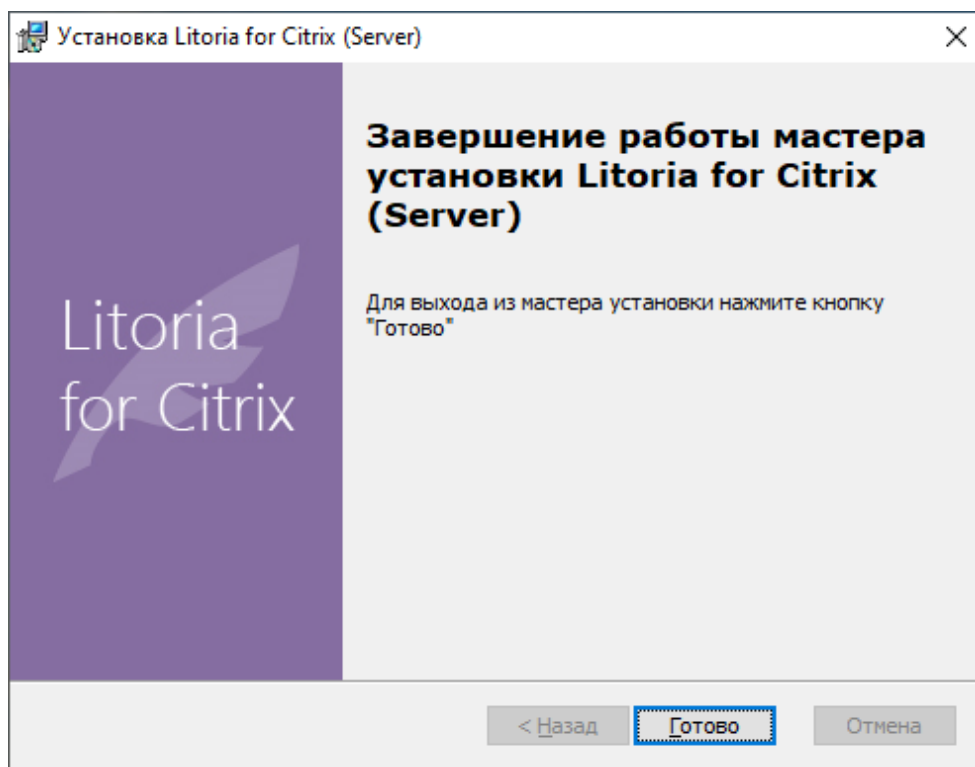 Установка Litoria for Citrix (Server)
Завершение работы мастера
установки Litoria for Citrix
(Server)
Для выхода из мастера установки нажмите кнопку
"Готово"
Litoria
for Citrix
< Назад
Готово
Отмена